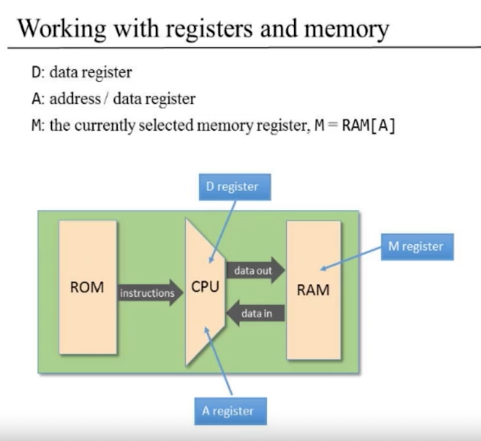 Working with registers and memory
D: data register
A: address / data register
M: the currently selected memory register, M = RAM[A]
D register
M register
data out
ROM
instructions
CPU
RAM
data in
A register